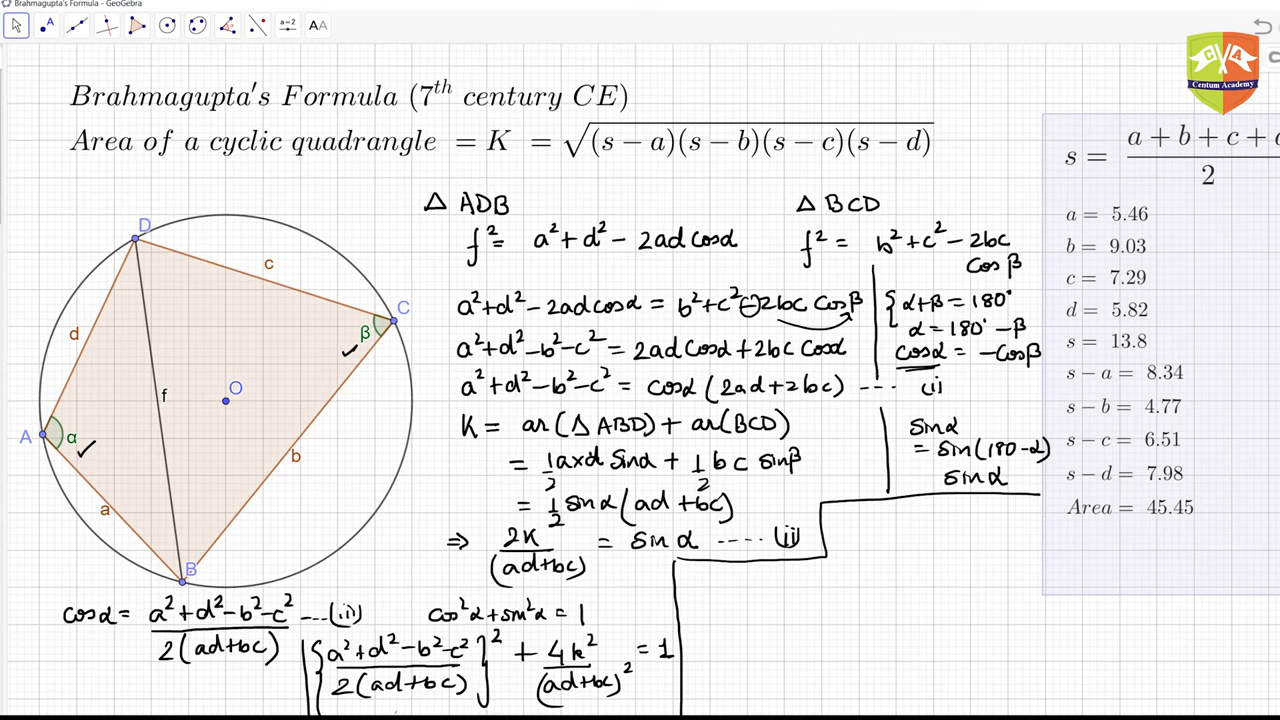 Brahmagupta's Formula - GeoGebra
A
a=2
AA
C A
Centum Academy
Brahmagupta's Formula (7^th century CE)
Area of a cyclic quadrangle = K = √(s − a)(s − b)(s − c)(s − d)
s = a + b + c + d / 2
a = 5.46
b = 9.03
c = 7.29
d = 5.82
s = 13.8
s − a = 8.34
s − b = 4.77
s − c = 6.51
s − d = 7.98
Area = 45.45
D
c
C
d
β
f
O
A
α
b
a
B
△ ADB
f² = a²+d² − 2ad cosα
△ BCD
f² = b²+c² − 2bc
Cos β
a²+d² − 2ad cosα = b²+c² − 2bc Cosβ
a²+d² − b² − c² = 2ad Cosα + 2bc Cosα
a²+d² − b² − c² = cosα (2ad + 2bc) ---- (i)
{ α+β = 180°
α = 180° − β
Cosα = −Cosβ
K = ar(△ABD) + ar(BCD)
= 1/2 a×d Sinα + 1/2 bc sinβ
= 1/2 sinα (ad + bc)
⇒ 2K/(ad+bc) = sin α ---- (ii)
sinα
= sin(180−α)
sinα
cosα = a²+d²−b²−c² / 2(ad+bc) ---(iii)
cos²α + sin²α = 1
{a²+d²−b²−c² / 2(ad+bc)}² + 4k²/(ad+bc)² = 1